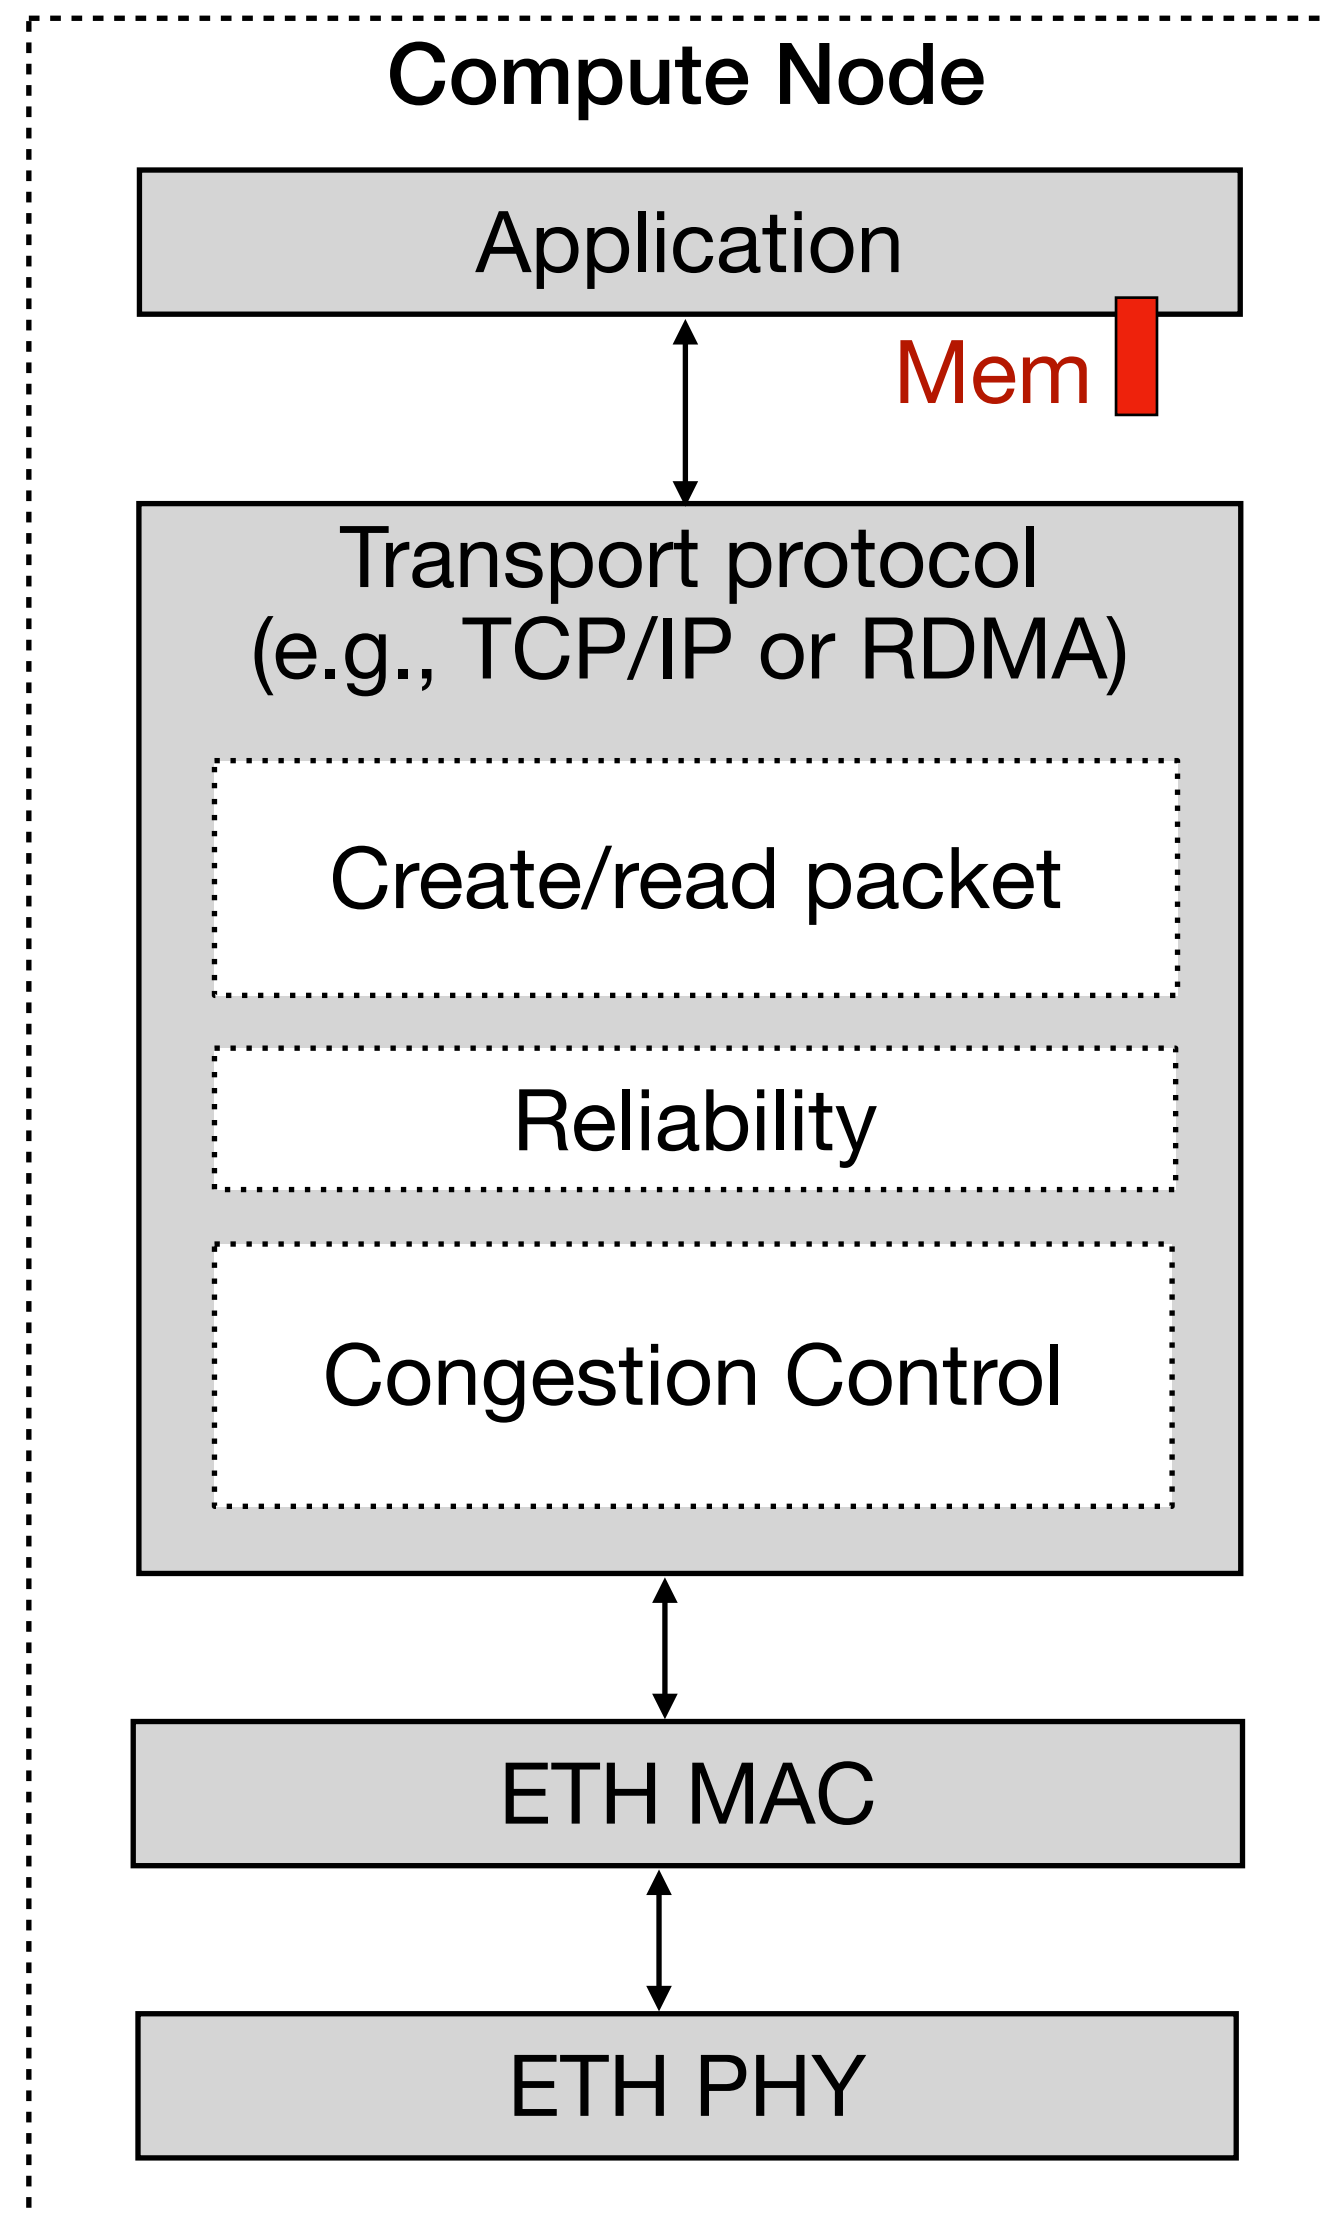 Compute Node
Application
Mem
Transport protocol
(e.g., TCP/IP or RDMA)
Create/read packet
Reliability
Congestion Control
ETH MAC
ETH PHY